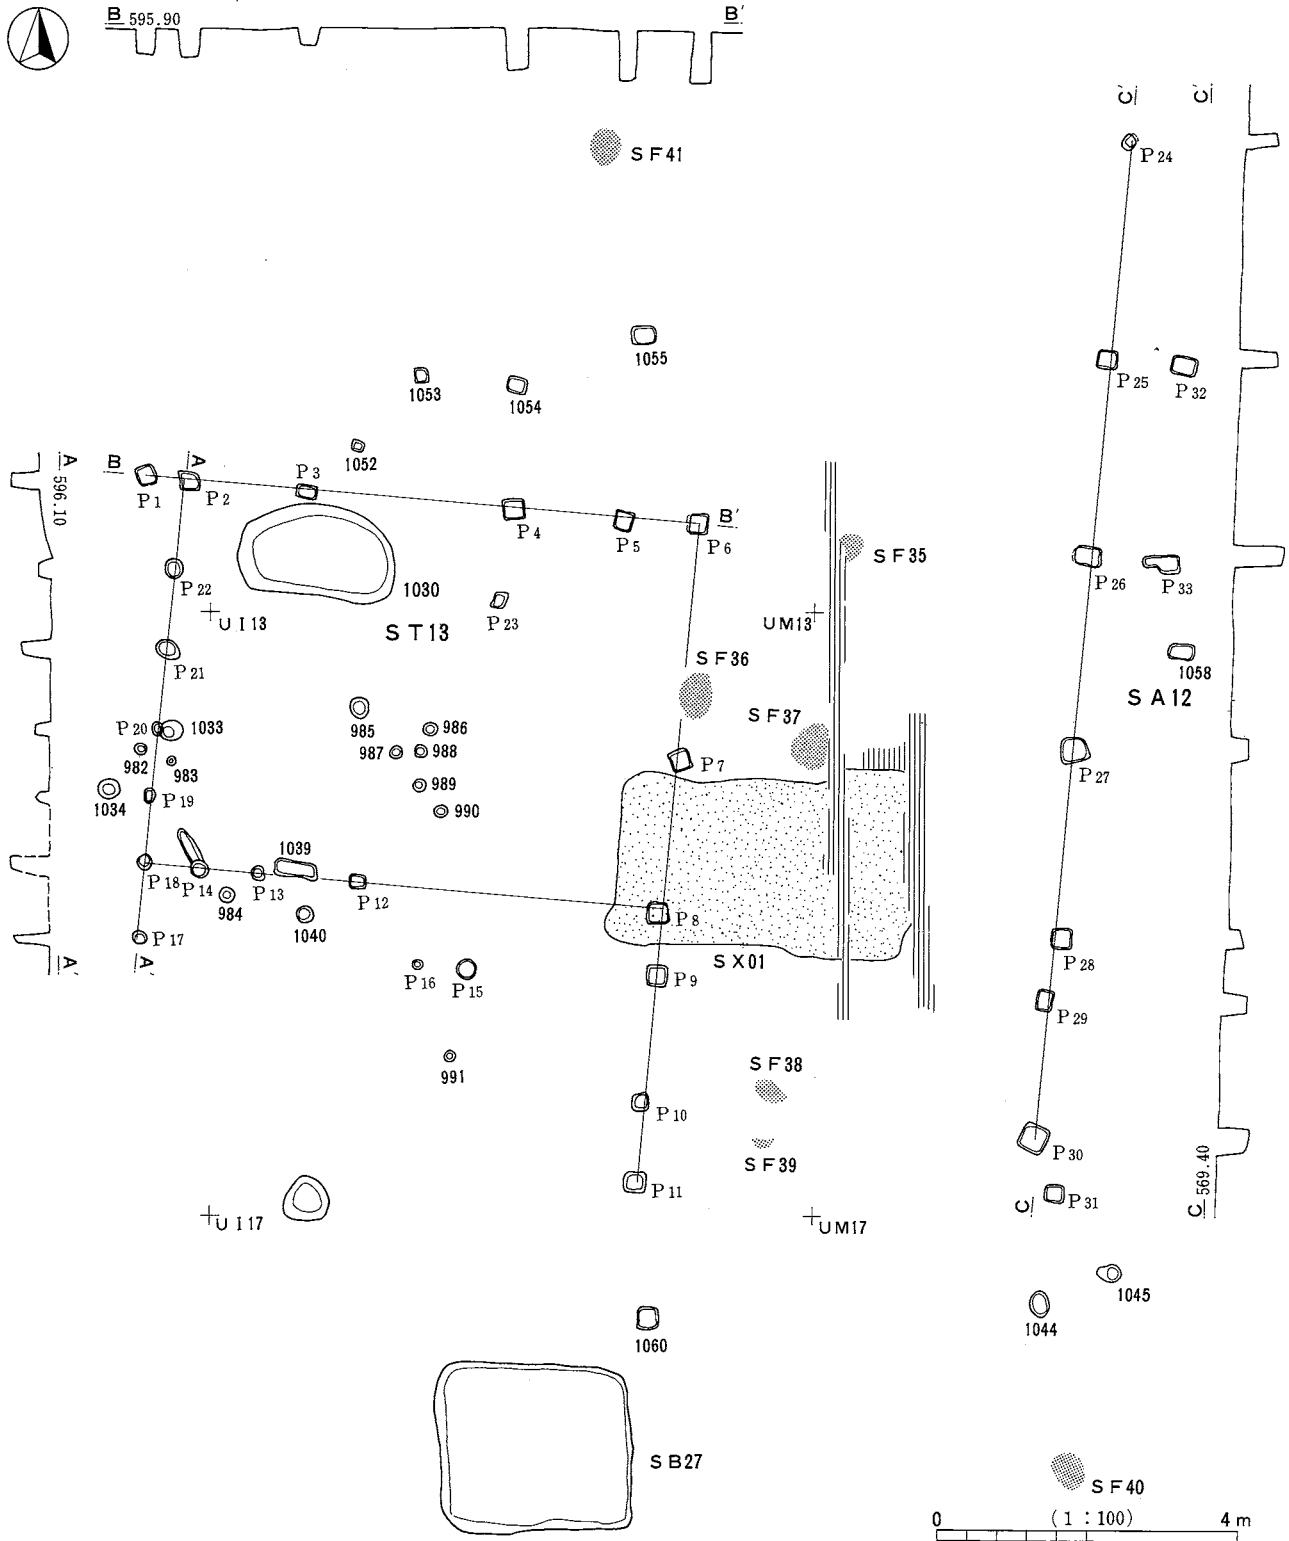 B 595.90
B'
SF41
C'
C'
P24
1055
P25
P32
1053
1054
1052
A 596.10
B
A
P1
P2
P3
P4
P5
B'
P6
SF35
P26
P33
P22
1030
P23
UI13
ST13
UM13
P21
SF36
1058
SA12
985
SF37
P20
1033
986
982
983
987
988
P7
P27
989
1034
P19
990
1039
P18
P14
P13
P12
P8
984
1040
P17
P28
A'
A'
P16
P15
SX01
P9
P29
991
SF38
P10
SF39
P30
P11
P31
C
C 569.40
UI17
UM17
1045
1044
1060
SB27
SF40
0 (1 : 100) 4 m